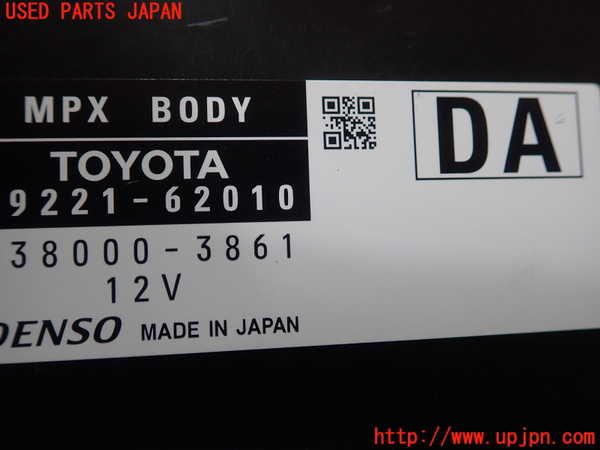 USED PARTS JAPAN
MPX BODY
DA
TOYOTA
9221-62010
38000-3861
12V
DENSO MADE IN JAPAN
http://www.upjpn.com/